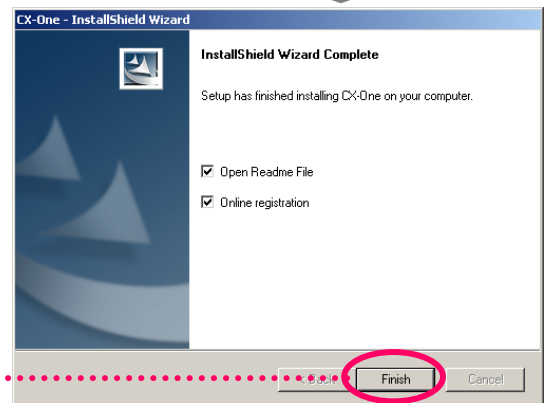 CX-One - InstallShield Wizard
InstallShield Wizard Complete
Setup has finished installing CX-One on your computer.
Open Readme File
Online registration
< Back
Finish
Cancel